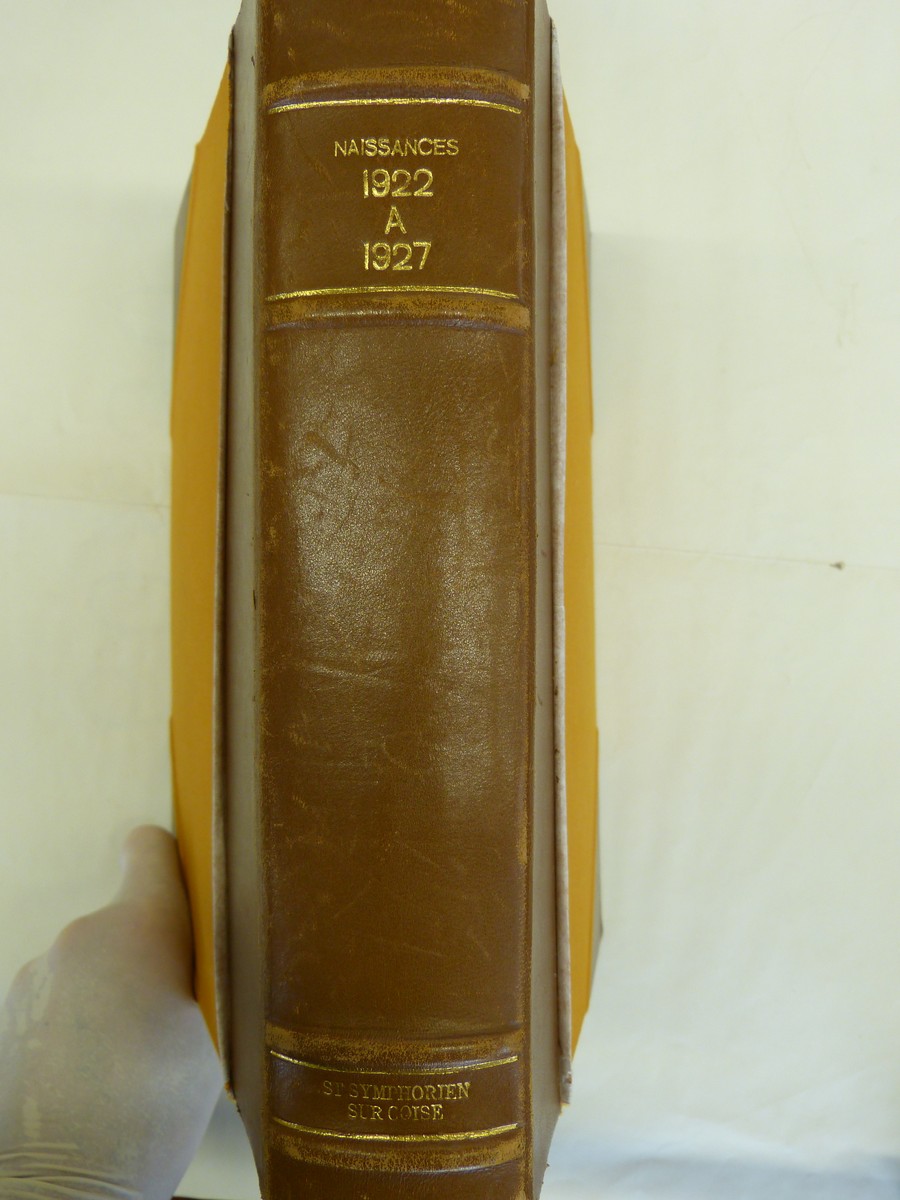 NAISSANCES
1922
A
1927
ST SYMPHORIEN
SUR COISE